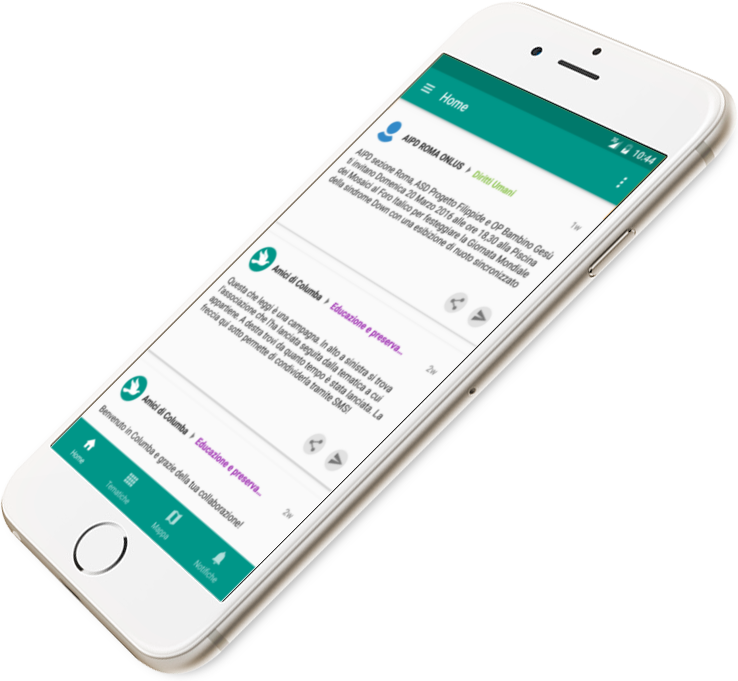 10:44
Home
AIPD ROMA ONLUS
Diritti Umani
1w
AIPD sezione Roma, ASD Progetto Filippide e OP Bambino Gesù
ti invitano Domenica 20 Marzo 2016 alle ore 18,30 alla Piscina
dei Mosaici al Foro Italico per festeggiare la Giornata Mondiale
della sindrome Down con una esibizione di nuoto sincronizzato
Amici di Columba
Educazione e preserva...
2w
Questa che leggi è una campagna. In alto a sinistra si trova
l'associazione che l'ha lanciata seguita dalla tematica a cui
appartiene. A destra trovi da quanto tempo è stata lanciata. La
freccia qui sotto permette di condividerla tramite SMS!
Amici di Columba
Educazione e preserva...
2w
Benvenuto in Columba e grazie della tua collaborazione!
Home
Tematiche
Mappa
Notifiche